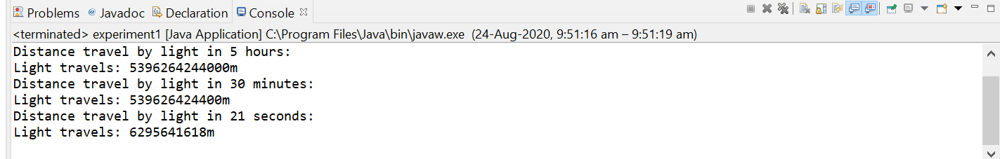 Problems @ Javadoc Declaration Console
<terminated> experiment1 [Java Application] C:\Program Files\Java\bin\javaw.exe (24-Aug-2020, 9:51:16 am – 9:51:19 am)
Distance travel by light in 5 hours:
Light travels: 5396264244000m
Distance travel by light in 30 minutes:
Light travels: 539626424400m
Distance travel by light in 21 seconds:
Light travels: 6295641618m